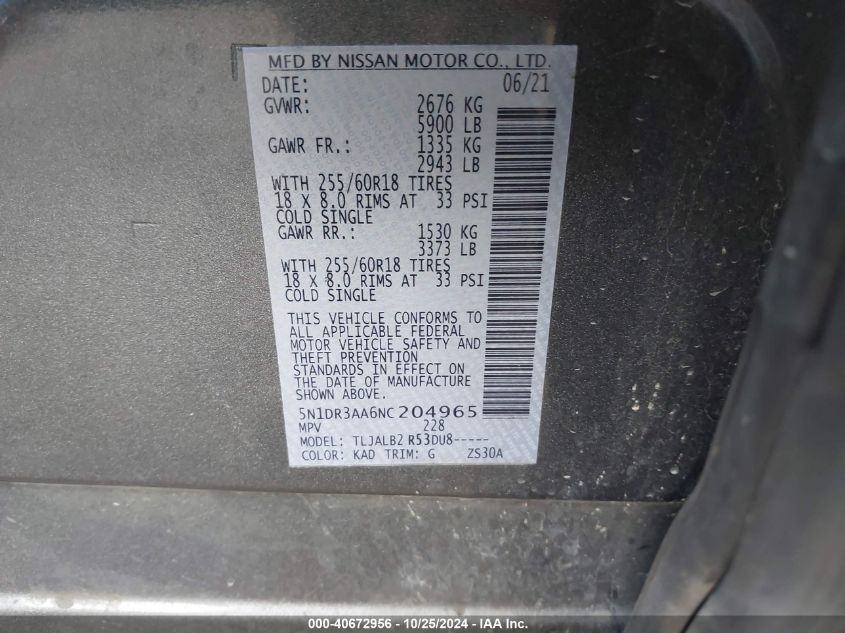 MFD BY NISSAN MOTOR CO., LTD.
DATE: 06/21
GVWR: 2676 KG
5900 LB
GAWR FR.: 1335 KG
2943 LB
WITH 255/60R18 TIRES
18 X 8.0 RIMS AT 33 PSI
COLD SINGLE
GAWR RR.: 1530 KG
3373 LB
WITH 255/60R18 TIRES
18 X 8.0 RIMS AT 33 PSI
COLD SINGLE
THIS VEHICLE CONFORMS TO
ALL APPLICABLE FEDERAL
MOTOR VEHICLE SAFETY AND
THEFT PREVENTION
STANDARDS IN EFFECT ON
THE DATE OF MANUFACTURE
SHOWN ABOVE.
5N1DR3AA6NC204965
MPV 228
MODEL: TLJALB2 R53DU8-----
COLOR: KAD TRIM: G ZS30A
000-40672956 - 10/25/2024 - IAA Inc.